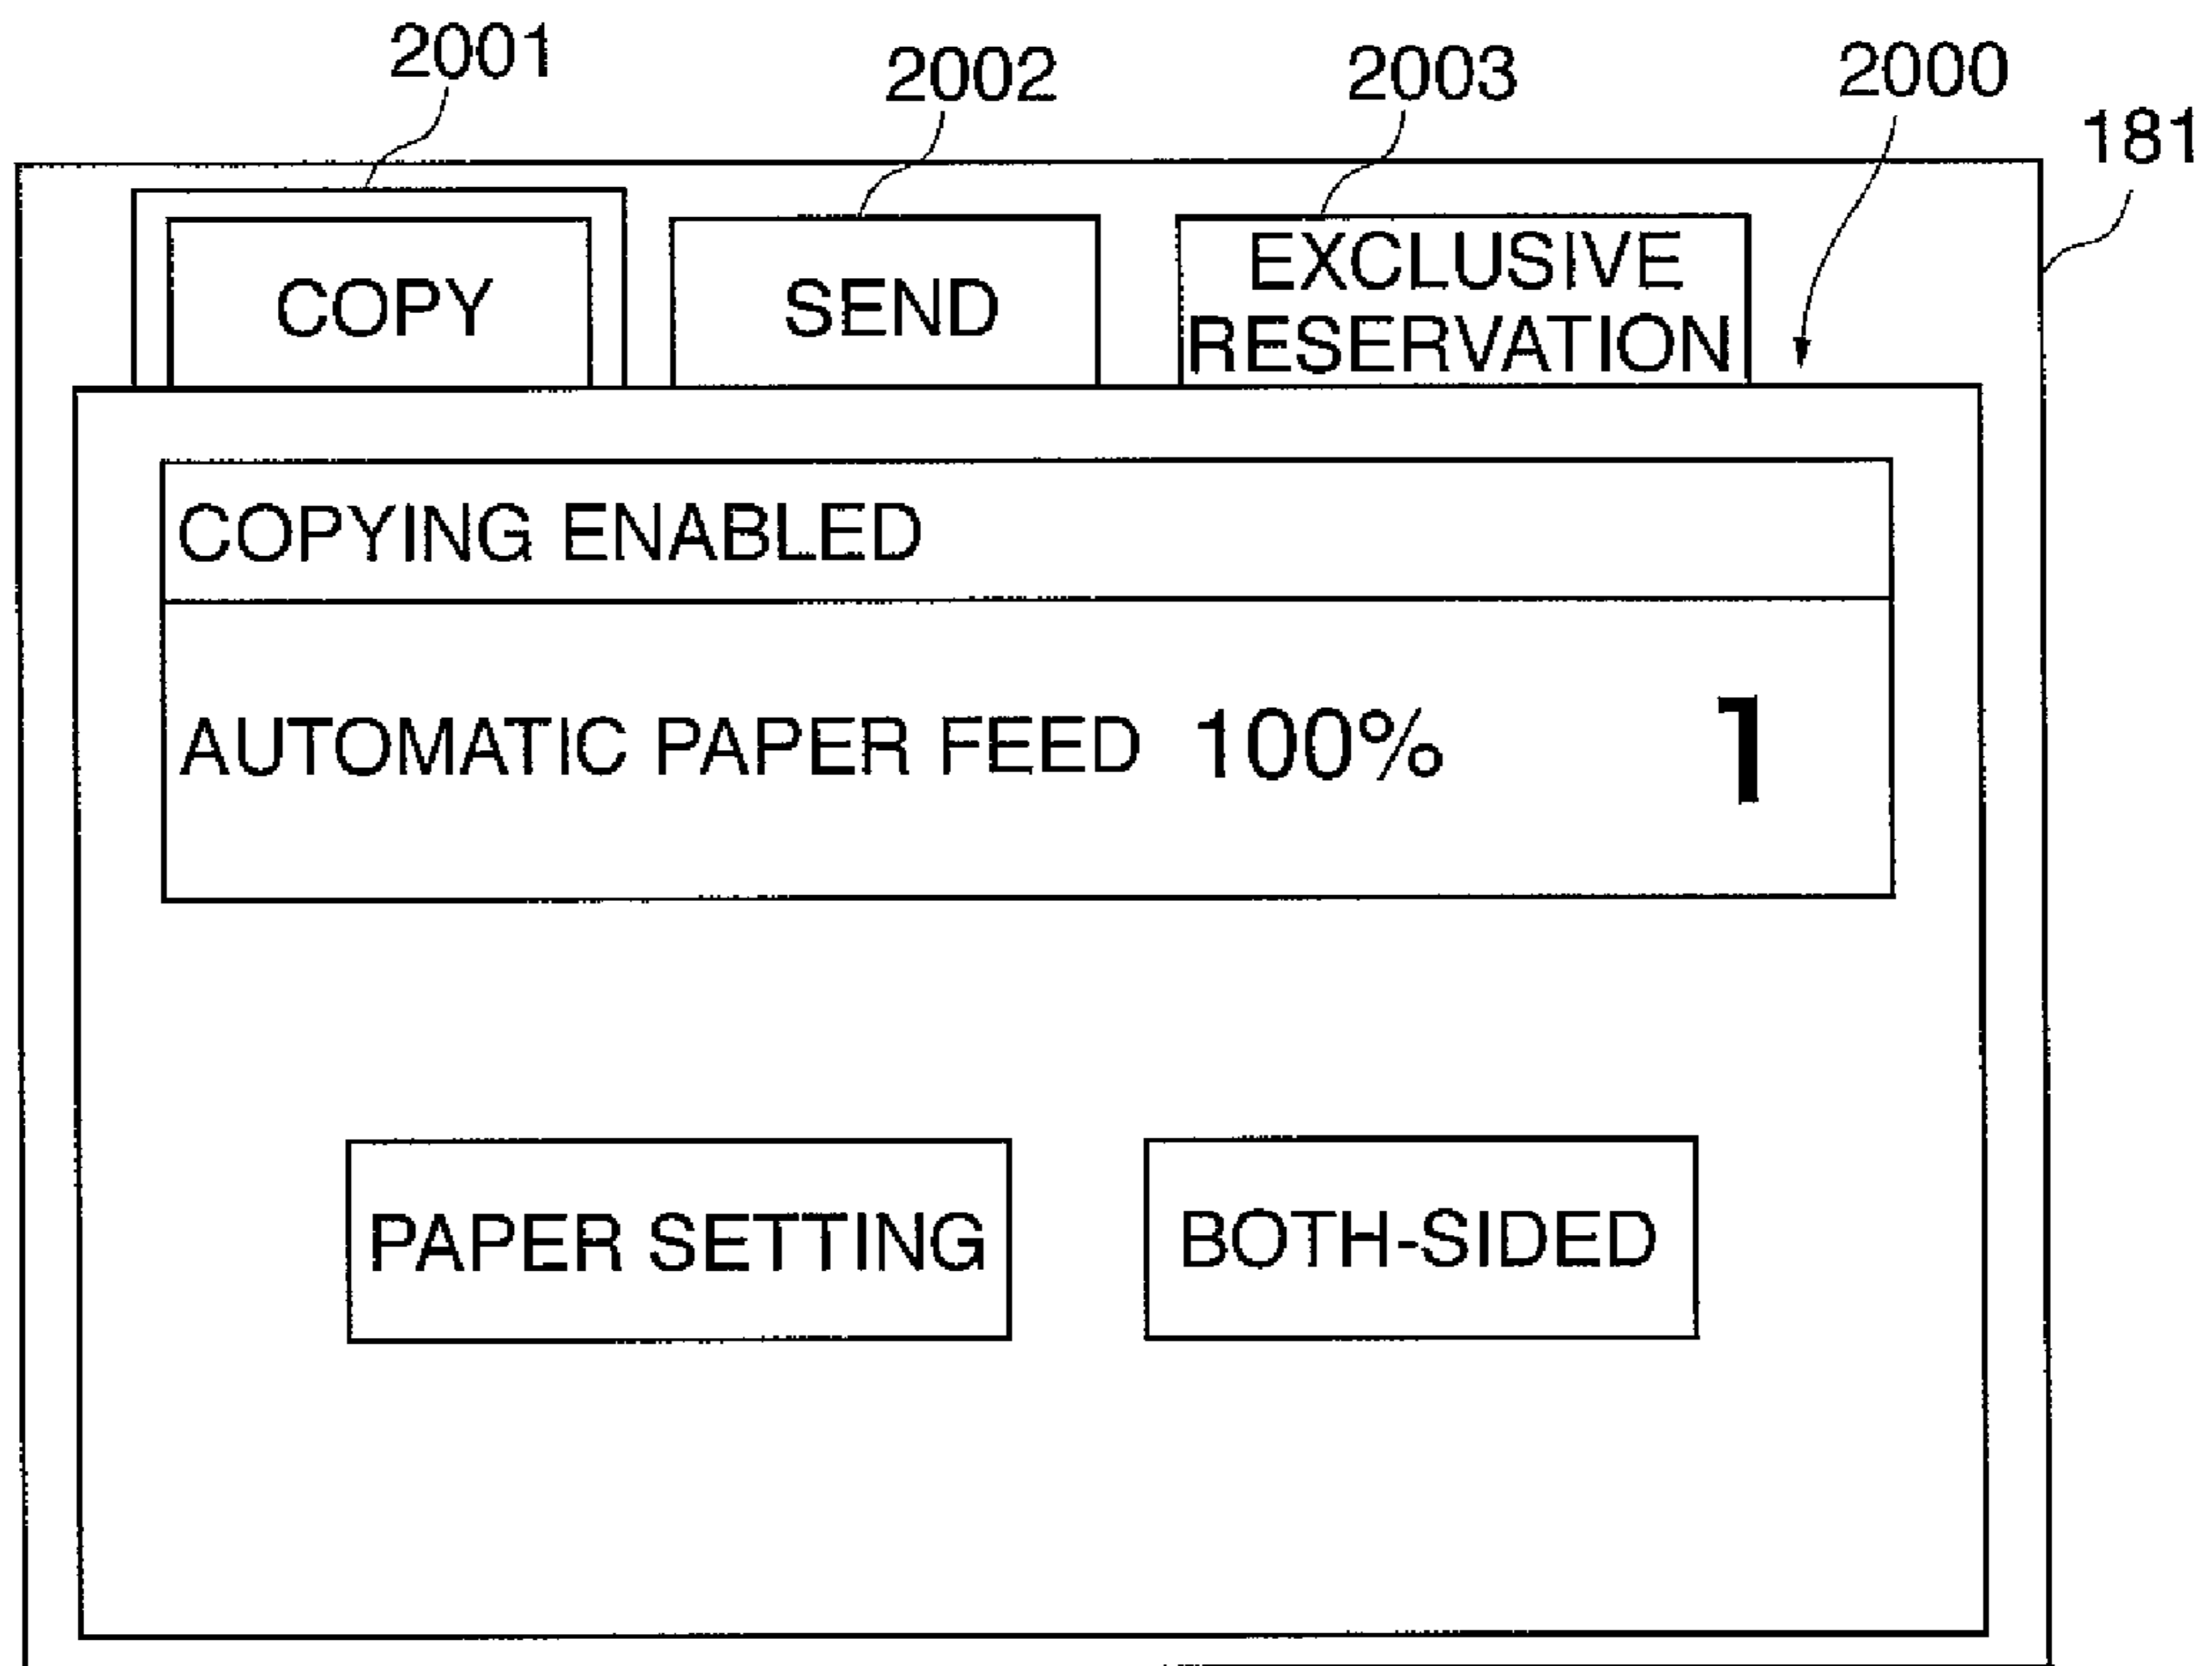 2001
2002
2003
2000
181
COPY
SEND
EXCLUSIVE
RESERVATION
COPYING ENABLED
AUTOMATIC PAPER FEED 100% 1
PAPER SETTING
BOTH-SIDED